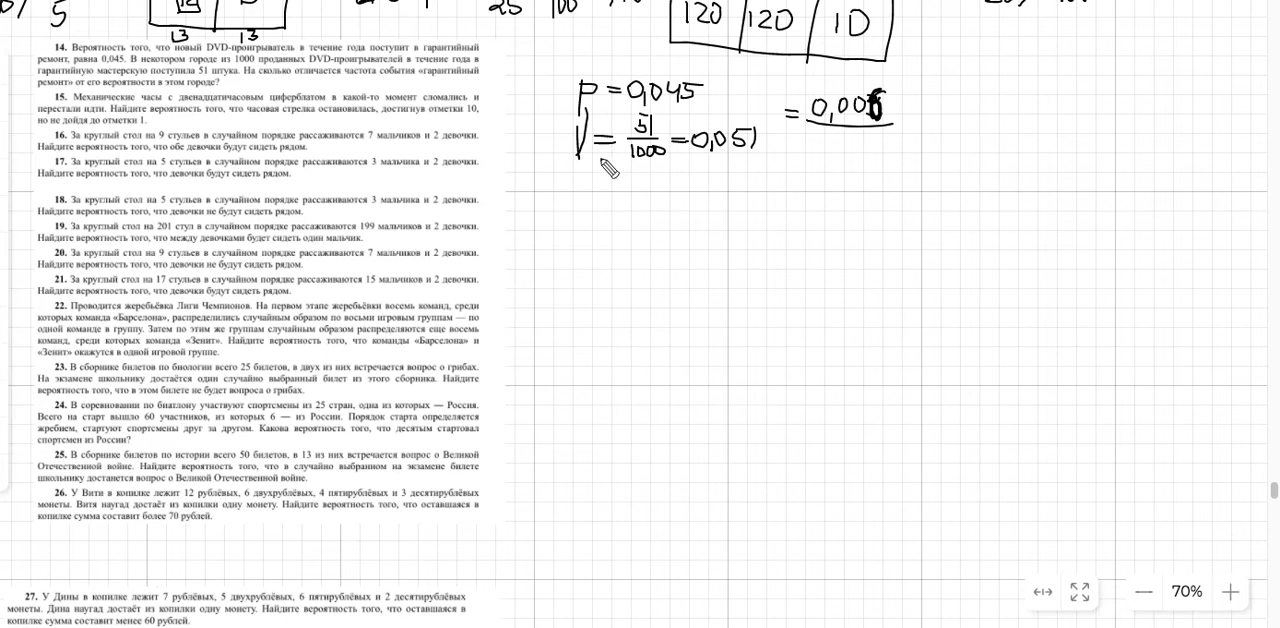 5
12
13
13
25 100
120 120 10
14. Вероятность того, что новый DVD-проигрыватель в течение года поступит в гарантийный
ремонт, равна 0,045. В некотором городе из 1000 проданных DVD-проигрывателей в течение года в
гарантийную мастерскую поступила 51 штука. На сколько отличается частота события «гарантийный
ремонт» от его вероятности в этом городе?
15. Механические часы с двенадцатичасовым циферблатом в какой-то момент сломались и
перестали идти. Найдите вероятность того, что часовая стрелка остановилась, достигнув отметки 10,
но не дойдя до отметки 1.
16. За круглый стол на 9 стульев в случайном порядке рассаживаются 7 мальчиков и 2 девочки.
Найдите вероятность того, что обе девочки будут сидеть рядом.
17. За круглый стол на 5 стульев в случайном порядке рассаживаются 3 мальчика и 2 девочки.
Найдите вероятность того, что девочки будут сидеть рядом.
18. За круглый стол на 5 стульев в случайном порядке рассаживаются 3 мальчика и 2 девочки.
Найдите вероятность того, что девочки не будут сидеть рядом.
19. За круглый стол на 201 стул в случайном порядке рассаживаются 199 мальчиков и 2 девочки.
Найдите вероятность того, что между девочками будет сидеть один мальчик.
20. За круглый стол на 9 стульев в случайном порядке рассаживаются 7 мальчиков и 2 девочки.
Найдите вероятность того, что девочки не будут сидеть рядом.
21. За круглый стол на 17 стульев в случайном порядке рассаживаются 15 мальчиков и 2 девочки.
Найдите вероятность того, что девочки будут сидеть рядом.
22. Проводится жеребьёвка Лиги Чемпионов. На первом этапе жеребьёвки восемь команд, среди
которых команда «Барселона», распределились случайным образом по восьми игровым группам — по
одной команде в группу. Затем по этим же группам случайным образом распределяются еще восемь
команд, среди которых команда «Зенит». Найдите вероятность того, что команды «Барселона» и
«Зенит» окажутся в одной игровой группе.
23. В сборнике билетов по биологии всего 25 билетов, в двух из них встречается вопрос о грибах.
На экзамене школьнику достаётся один случайно выбранный билет из этого сборника. Найдите
вероятность того, что в этом билете не будет вопроса о грибах.
24. В соревновании по биатлону участвуют спортсмены из 25 стран, одна из которых — Россия.
Всего на старт вышло 60 участников, из которых 6 — из России. Порядок старта определяется
жребием, стартуют спортсмены друг за другом. Какова вероятность того, что десятым стартовал
спортсмен из России?
25. В сборнике билетов по истории всего 50 билетов, в 13 из них встречается вопрос о Великой
Отечественной войне. Найдите вероятность того, что в случайно выбранном на экзамене билете
школьнику достанется вопрос о Великой Отечественной войне.
26. У Вити в копилке лежит 12 рублёвых, 6 двухрублёвых, 4 пятирублёвых и 3 десятирублёвых
монеты. Витя наугад достаёт из копилки одну монету. Найдите вероятность того, что оставшаяся в
копилке сумма составит более 70 рублей.
27. У Дины в копилке лежит 7 рублёвых, 5 двухрублёвых, 6 пятирублёвых и 2 десятирублёвых
монеты. Дина наугад достаёт из копилки одну монету. Найдите вероятность того, что оставшаяся в
копилке сумма составит менее 60 рублей.
p = 0,045
= 0,006
V = 51/1000 = 0,051
70%